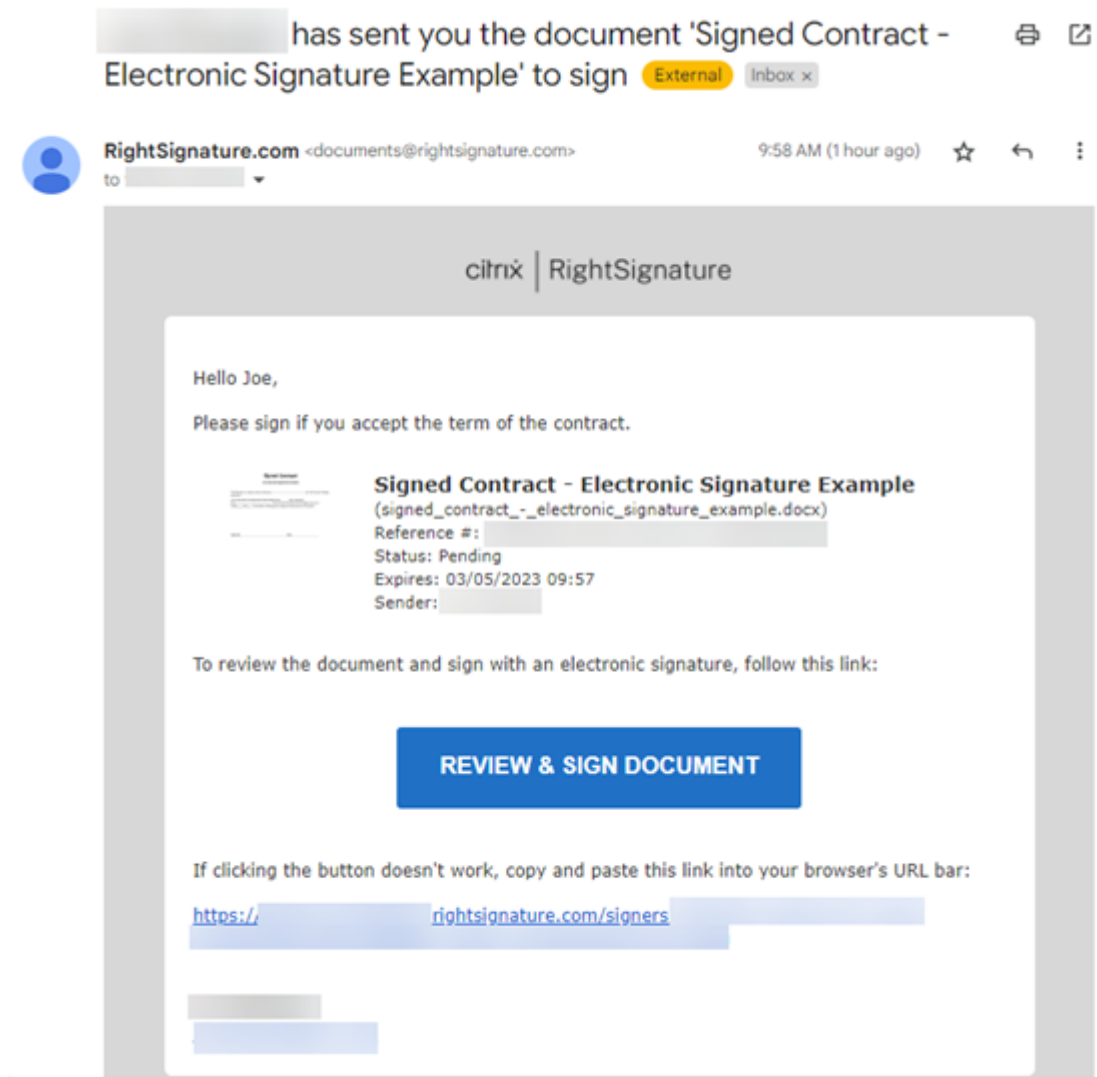 has sent you the document 'Signed Contract -
Electronic Signature Example' to sign External Inbox ×
RightSignature.com <documents@rightsignature.com> 9:58 AM (1 hour ago)
to
citrix | RightSignature
Hello Joe,
Please sign if you accept the term of the contract.
Signed Contract - Electronic Signature Example
(signed_contract_-_electronic_signature_example.docx)
Reference #:
Status: Pending
Expires: 03/05/2023 09:57
Sender:
To review the document and sign with an electronic signature, follow this link:
REVIEW & SIGN DOCUMENT
If clicking the button doesn't work, copy and paste this link into your browser's URL bar:
https:// rightsignature.com/signers